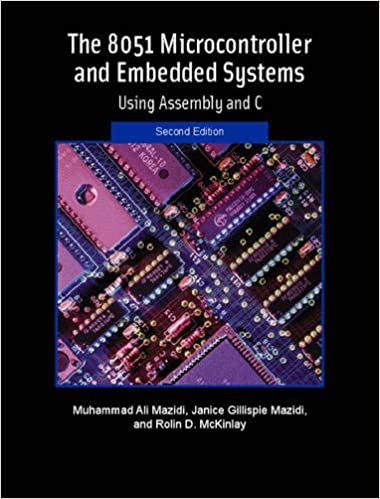 The 8051 Microcontroller
and Embedded Systems
Using Assembly and C
Second Edition
Muhammad Ali Mazidi, Janice Gillispie Mazidi,
and Rolin D. McKinlay